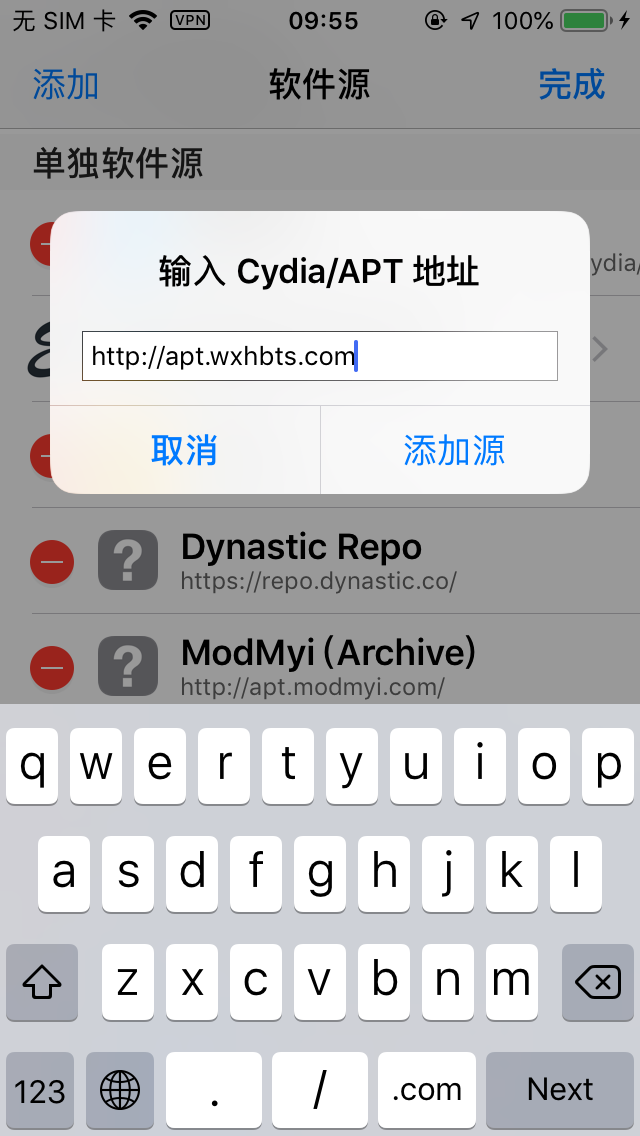 无 SIM 卡 VPN 09:55 100%
添加 软件源 完成
单独软件源
ydia/
输入 Cydia/APT 地址
http://apt.wxhbts.com
取消 添加源
Dynastic Repo
https://repo.dynastic.co/
ModMyi (Archive)
http://apt.modmyi.com/
q w e r t y u i o p
a s d f g h j k l
z x c v b n m
123 . / .com Next